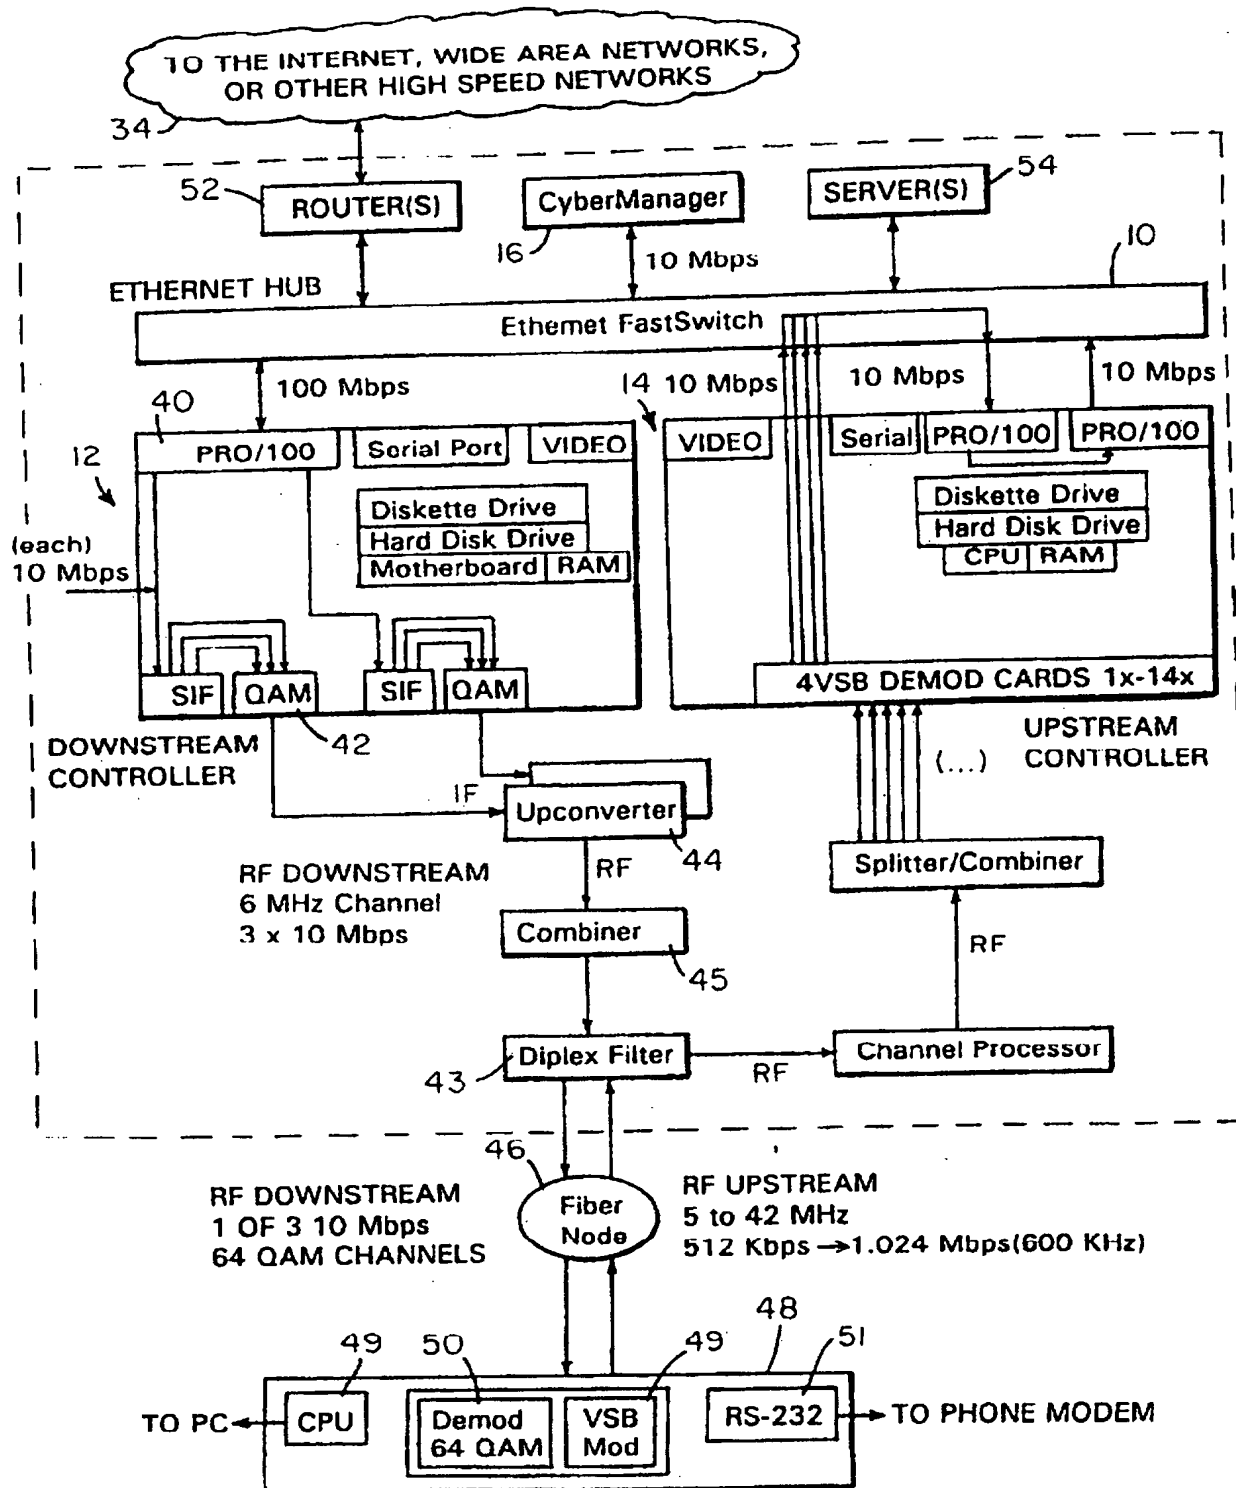 TO THE INTERNET, WIDE AREA NETWORKS,
OR OTHER HIGH SPEED NETWORKS
34
52
ROUTER(S)
CyberManager
16
SERVER(S)
54
10 Mbps
10
ETHERNET HUB
Ethernet FastSwitch
100 Mbps
14
10 Mbps
10 Mbps
10 Mbps
40
12
PRO/100
Serial Port
VIDEO
VIDEO
Serial
PRO/100
PRO/100
Diskette Drive
Hard Disk Drive
Motherboard
RAM
Diskette Drive
Hard Disk Drive
CPU
RAM
(each)
10 Mbps
SIF
QAM
SIF
QAM
4VSB DEMOD CARDS 1x-14x
42
DOWNSTREAM
CONTROLLER
UPSTREAM
CONTROLLER
(...)
IF
Upconverter
44
RF
RF DOWNSTREAM
6 MHz Channel
3 x 10 Mbps
Splitter/Combiner
Combiner
45
RF
Diplex Filter
43
RF
Channel Processor
46
RF DOWNSTREAM
1 OF 3 10 Mbps
64 QAM CHANNELS
Fiber
Node
RF UPSTREAM
5 to 42 MHz
512 Kbps →1.024 Mbps(600 KHz)
48
49
50
49
51
TO PC
CPU
Demod
64 QAM
VSB
Mod
RS-232
TO PHONE MODEM